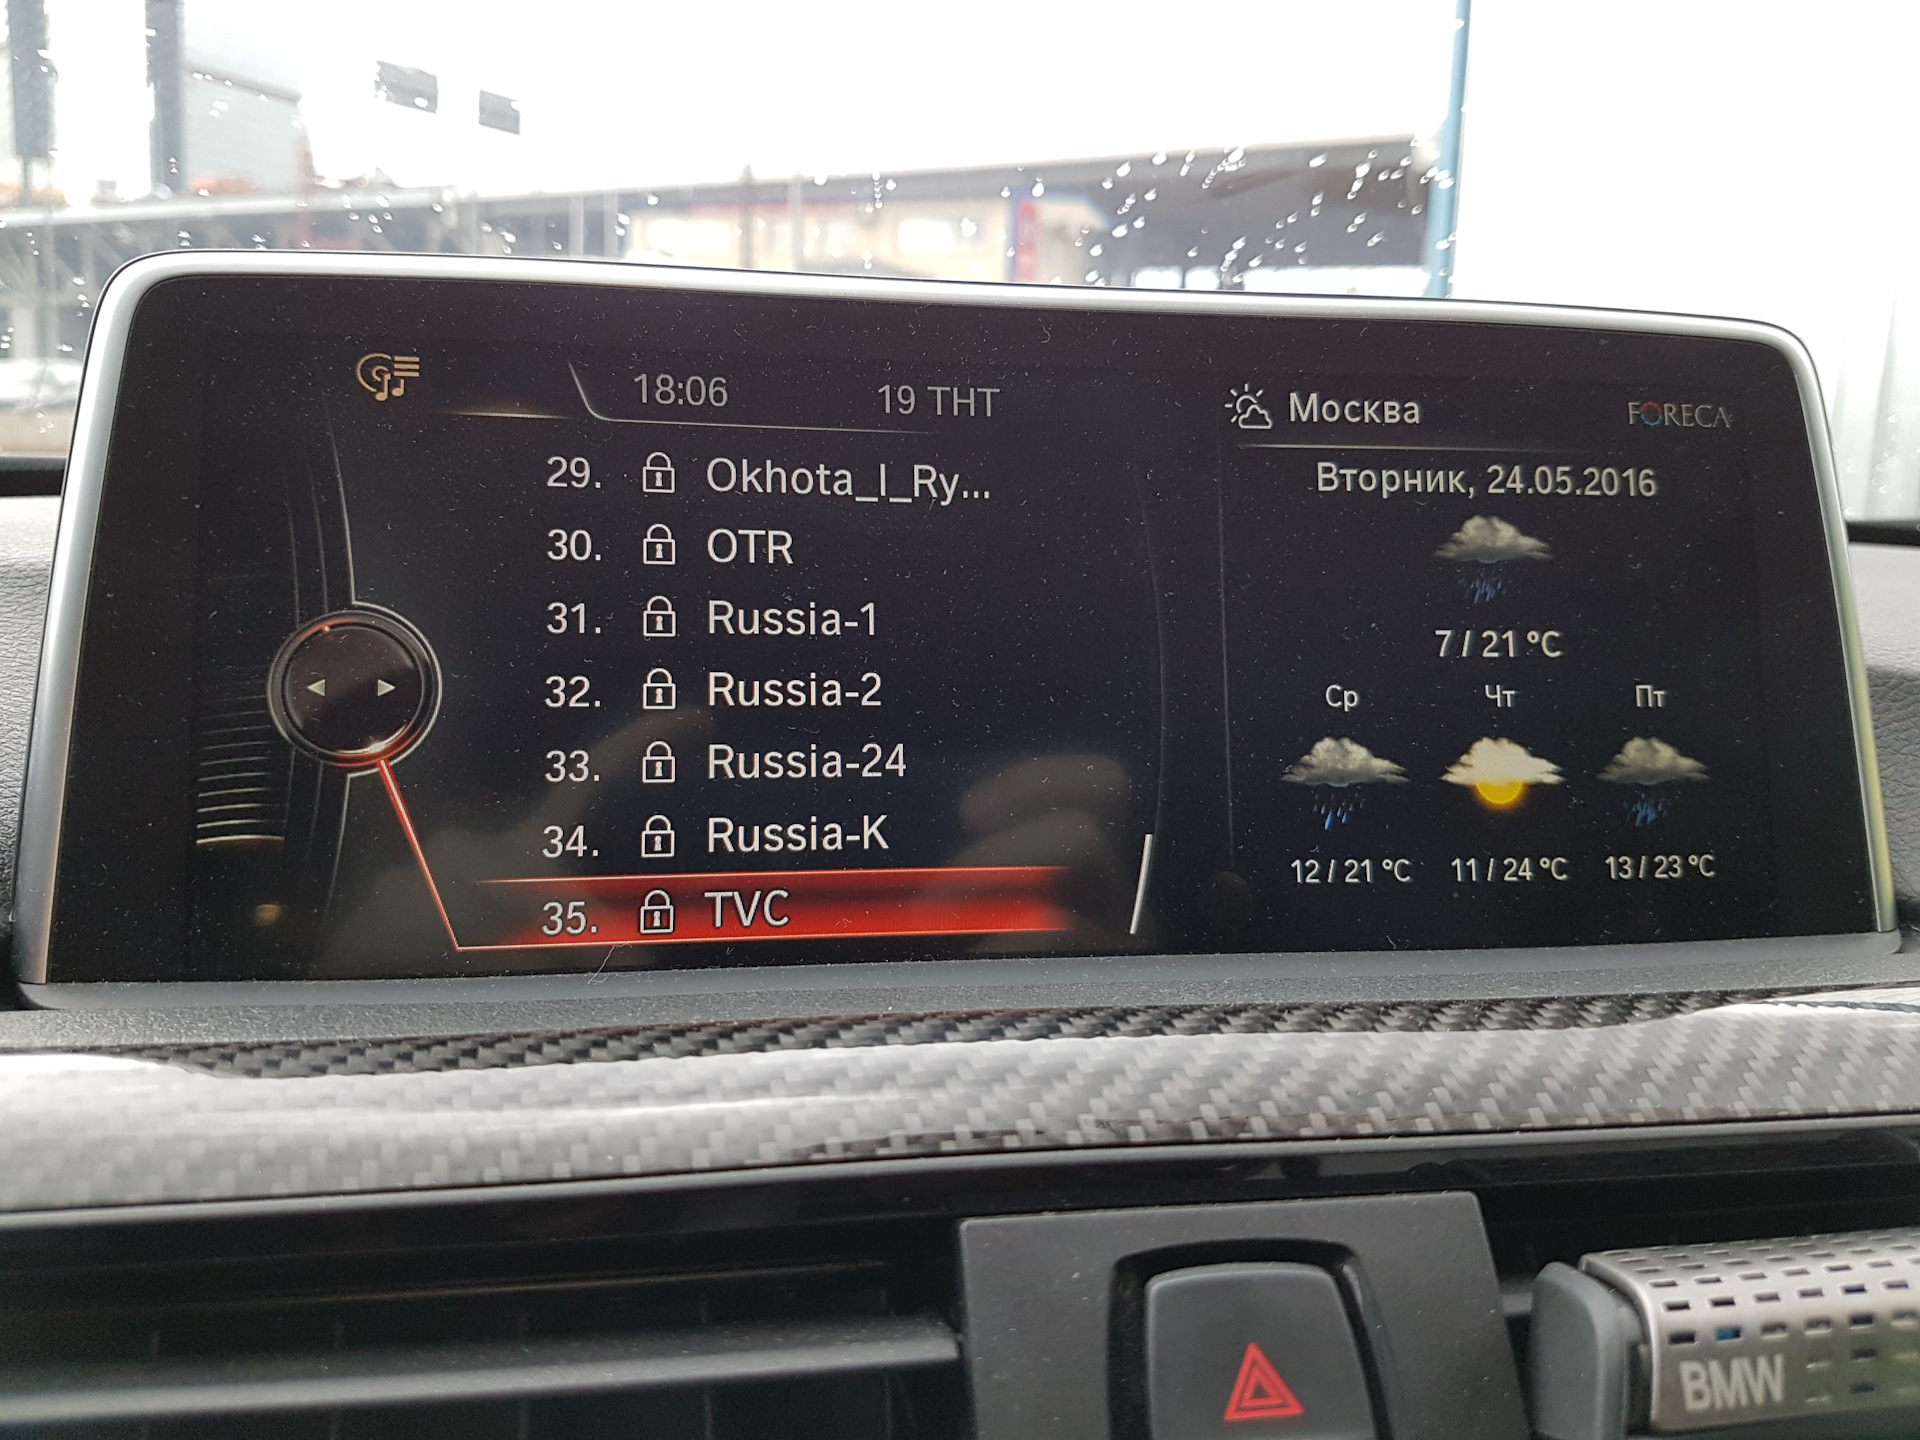 18:06
19 ТНТ
29. Okhota_I_Ry...
30. OTR
31. Russia-1
32. Russia-2
33. Russia-24
34. Russia-K
35. TVC
Москва
FORECA
Вторник, 24.05.2016
7 / 21 °C
Ср Чт Пт
12 / 21 °C 11 / 24 °C 13 / 23 °C
BMW